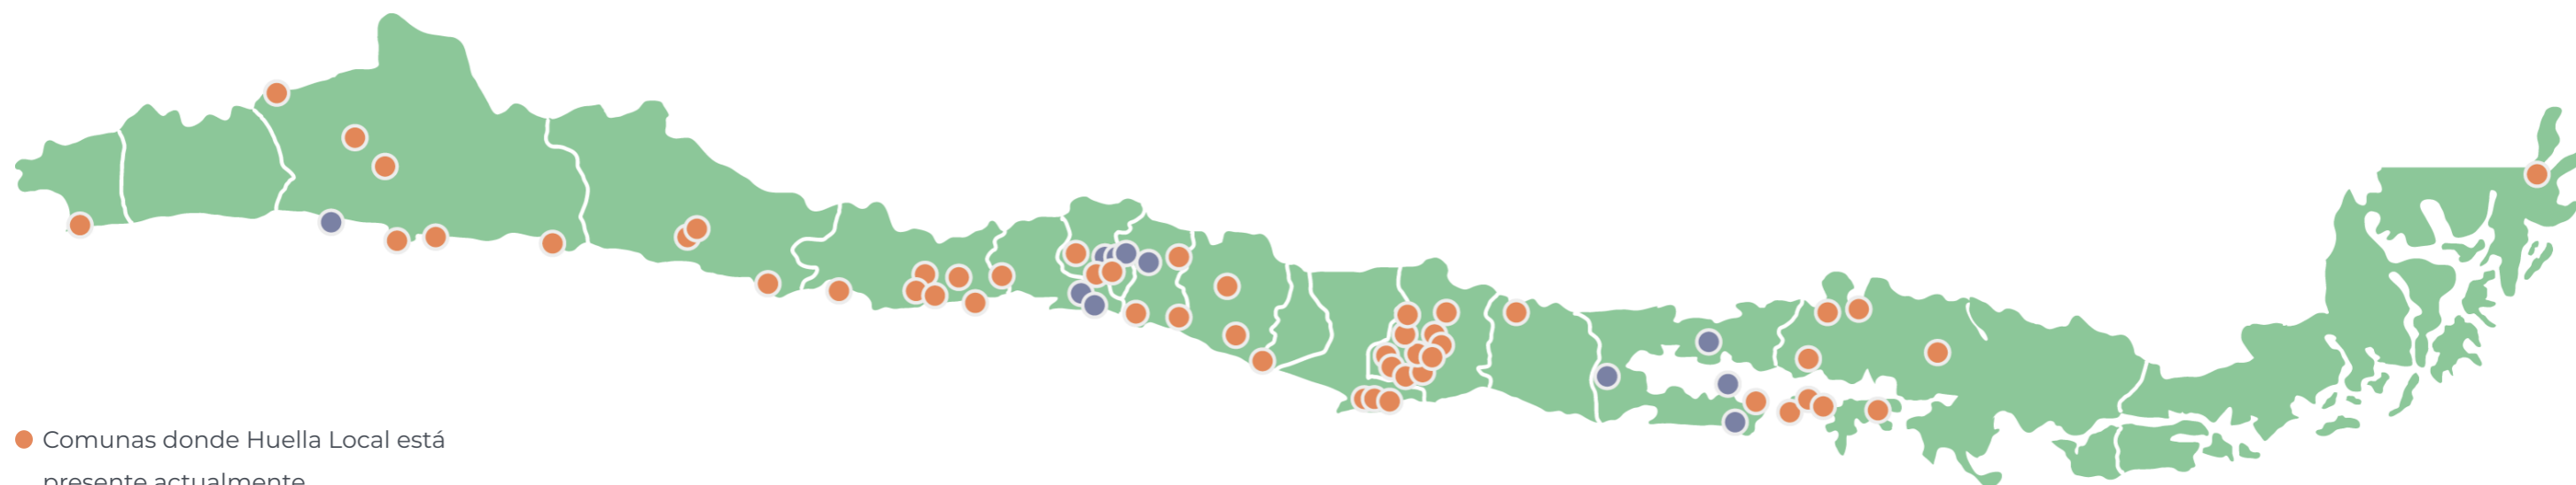 Comunas donde Huella Local está
presente actualmente